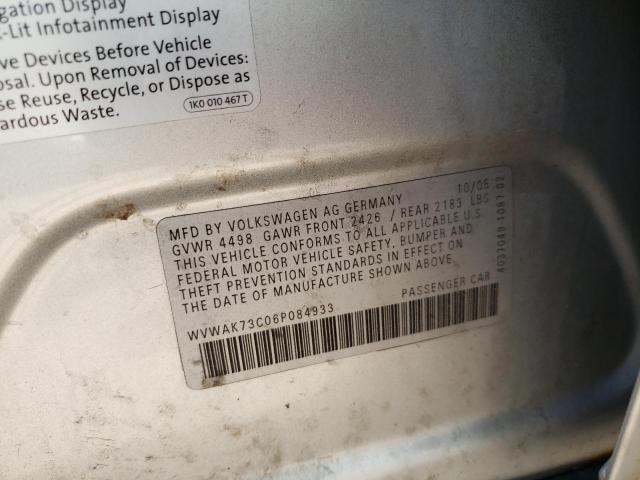 gation Display
-Lit Infotainment Display
ve Devices Before Vehicle
osal. Upon Removal of Devices:
se Reuse, Recycle, or Dispose as
ardous Waste.
1K0 010 467 T
MFD BY VOLKSWAGEN AG GERMANY 10/05
GVWR 4498 GAWR FRONT 2426 / REAR 2183 LBS
THIS VEHICLE CONFORMS TO ALL APPLICABLE U.S.
FEDERAL MOTOR VEHICLE SAFETY, BUMPER AND
THEFT PREVENTION STANDARDS IN EFFECT ON
THE DATE OF MANUFACTURE SHOWN ABOVE
WVWAK73C06P084933 PASSENGER CAR
4G37049 1087 02